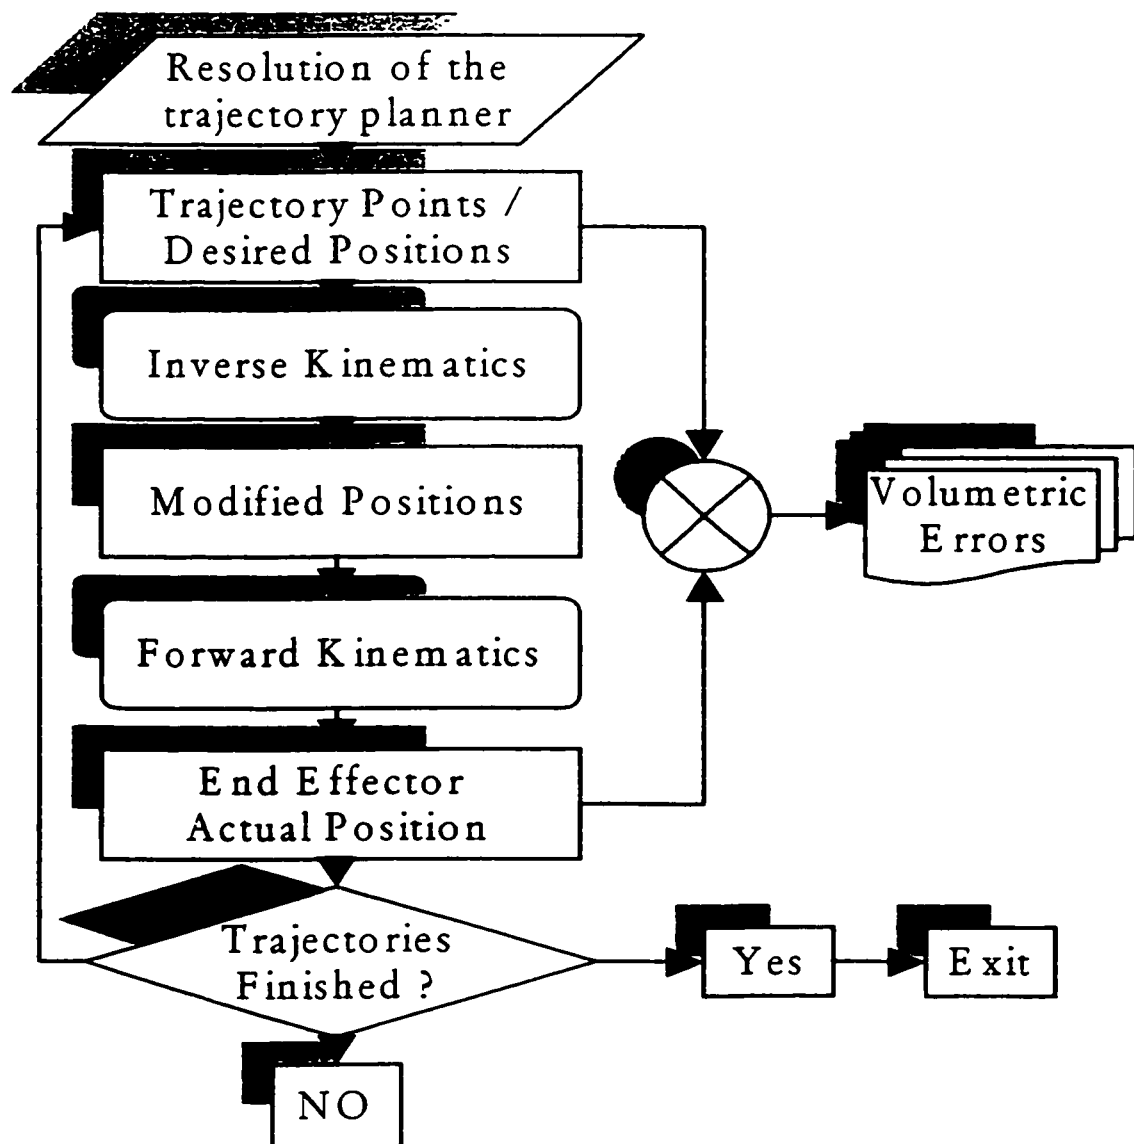 Resolution of the
trajectory planner
Trajectory Points /
Desired Positions
Inverse Kinematics
Modified Positions
Volumetric
Errors
Forward Kinematics
End Effector
Actual Position
Trajectories
Finished ?
Yes
Exit
NO